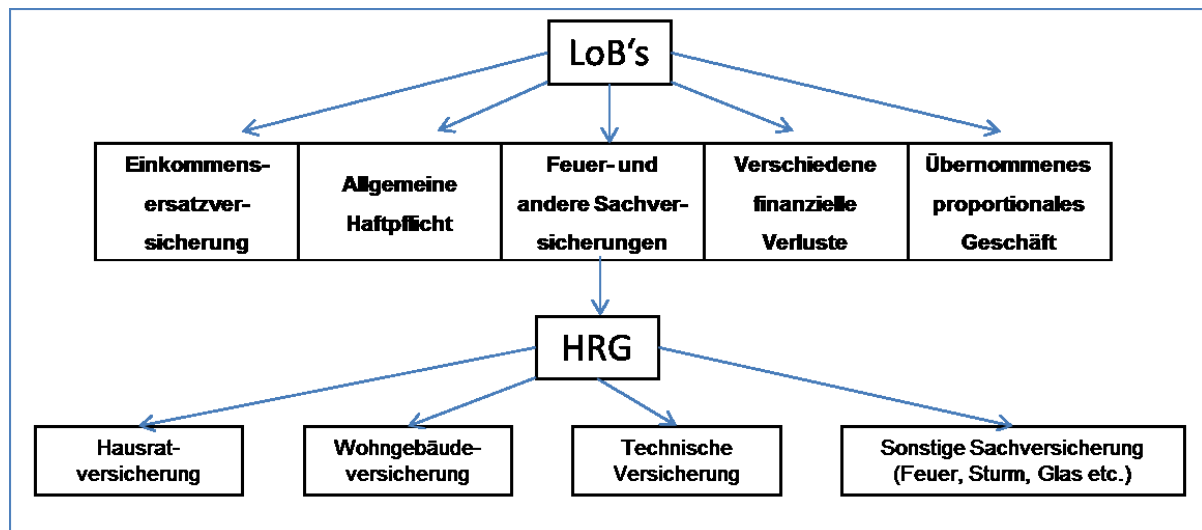 LoB‘s
Einkommens-
ersatzver-
sicherung
Allgemeine
Haftpflicht
Feuer- und
andere Sachver-
sicherungen
Verschiedene
finanzielle
Verluste
Übernommenes
proportionales
Geschäft
HRG
Hausrat-
versicherung
Wohngebäude-
versicherung
Technische
Versicherung
Sonstige Sachversicherung
(Feuer, Sturm, Glas etc.)